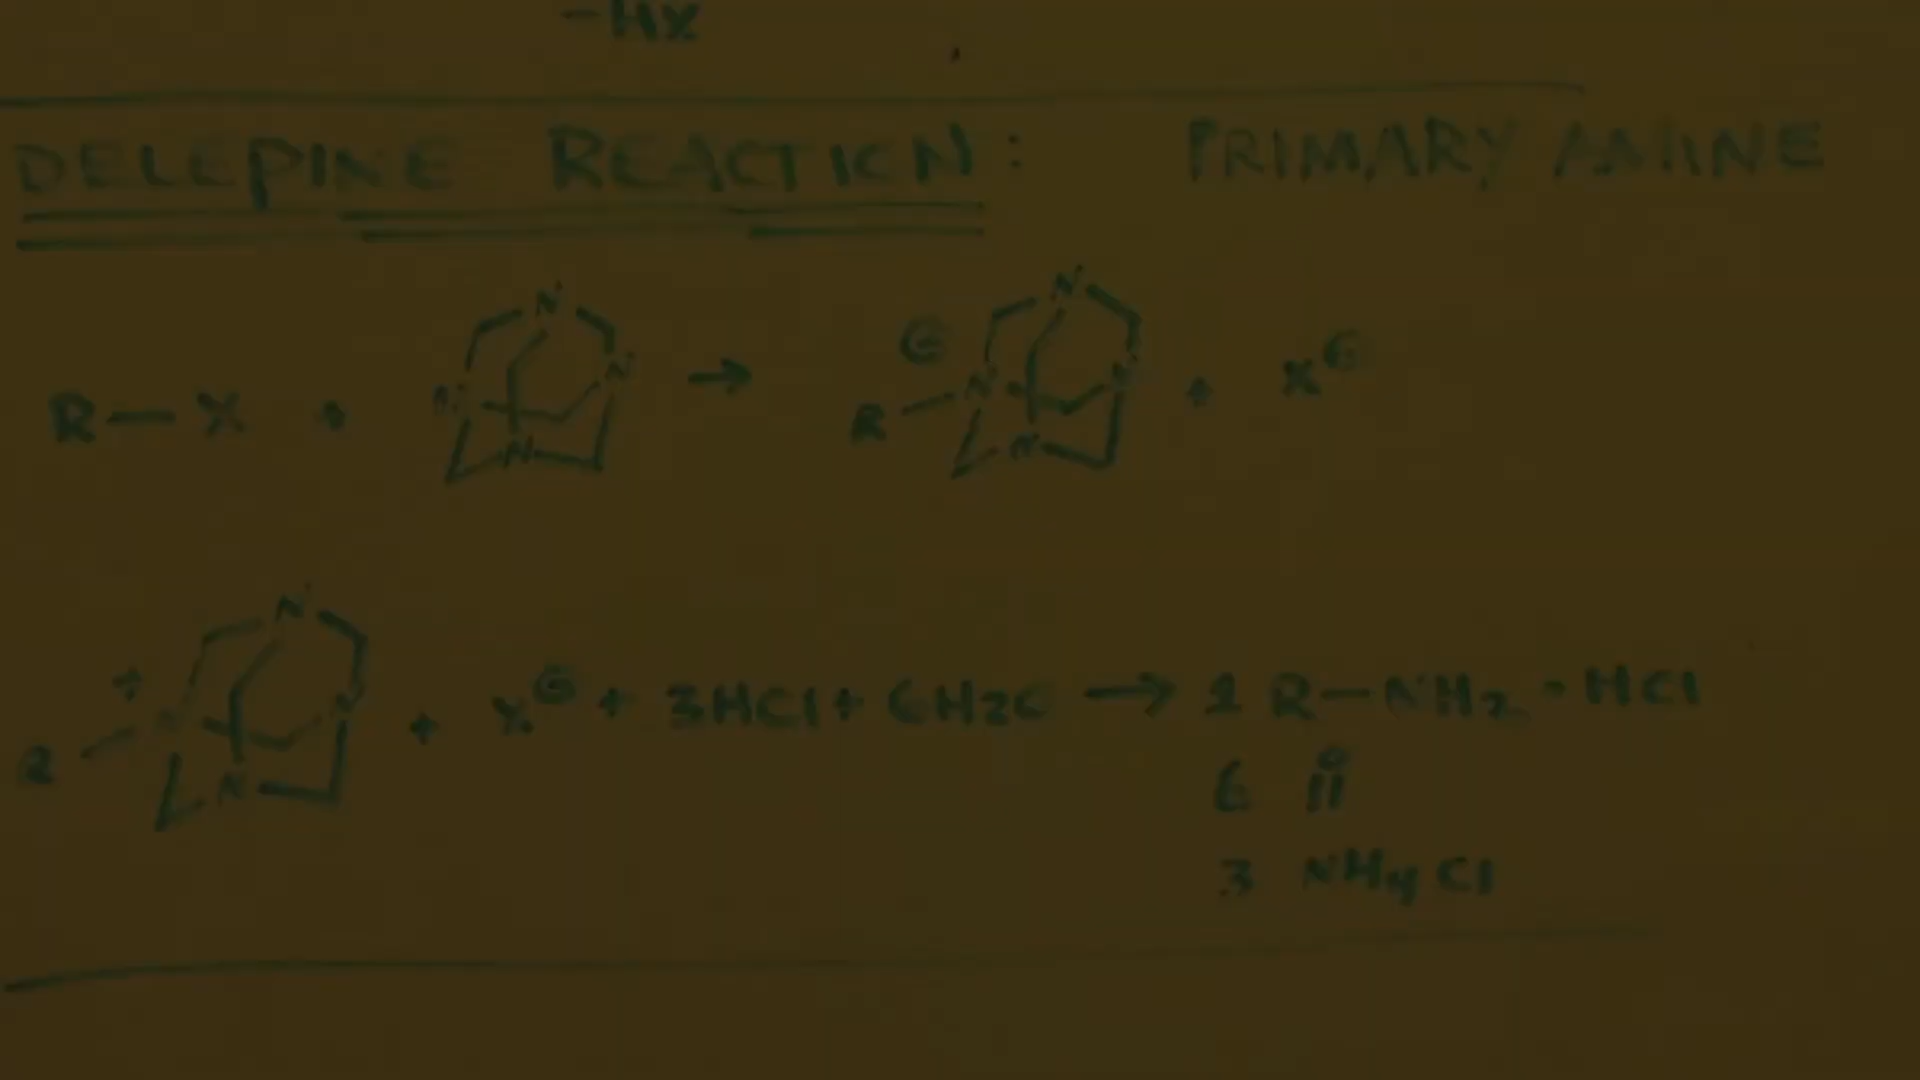 -HX
DELEPINE REACTION: PRIMARY AMINE
R-X + N N N N → R-N N N N + X⊖
R-N N N N + X⊖ + 3HCl + 6H2O → 1 R-NH2 · HCl
6
3 NH4Cl